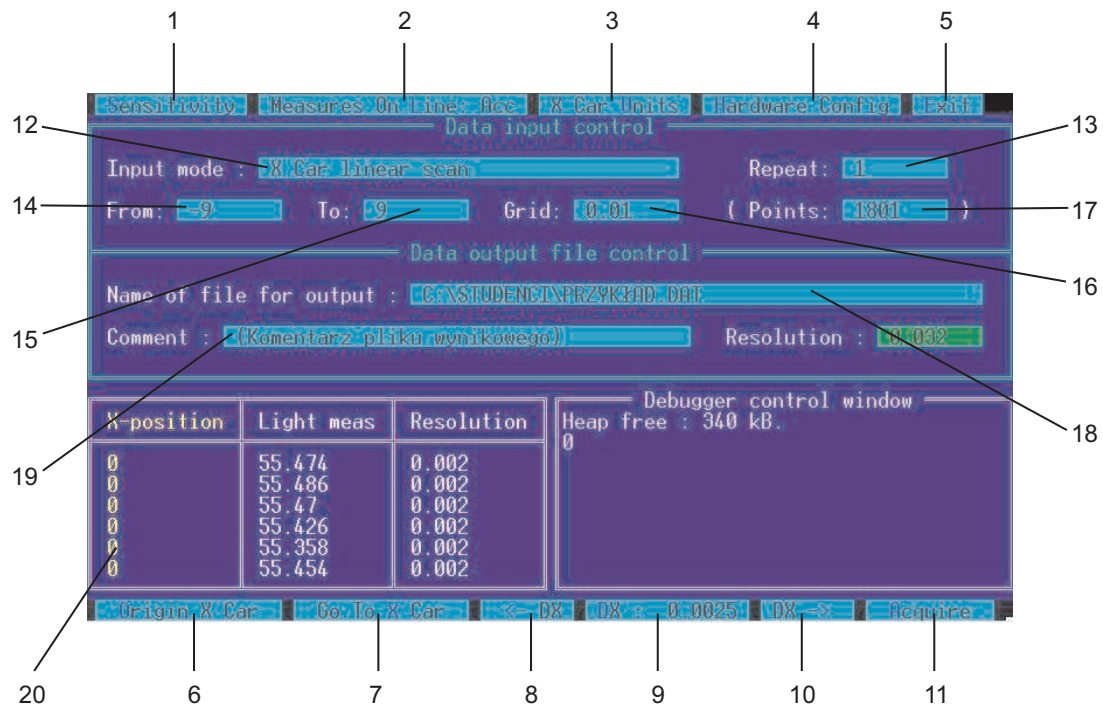 1 2 3 4 5
Sensitivity Measures On Line: Acc X Car Units Hardware Config Exit
Data input control
12 13
Input mode : X Car linear scan Repeat: 1
14 From: -9 To: 9 Grid: 0.01 ( Points: 1801 ) 17
Data output file control
16
Name of file for output : C:\STUDENCI\PRZYKŁAD.DAT
15 Comment : (Komentarz pliku wynikowego) Resolution : 0.032
Debugger control window
X-position Light meas Resolution Heap free : 340 kB.
0
18
19
0 55.474 0.002
0 55.486 0.002
0 55.47 0.002
0 55.426 0.002
0 55.358 0.002
0 55.454 0.002
Origin X Car Go To X Car <- DX DX : 0.0025 DX -> Acquire
20 6 7 8 9 10 11